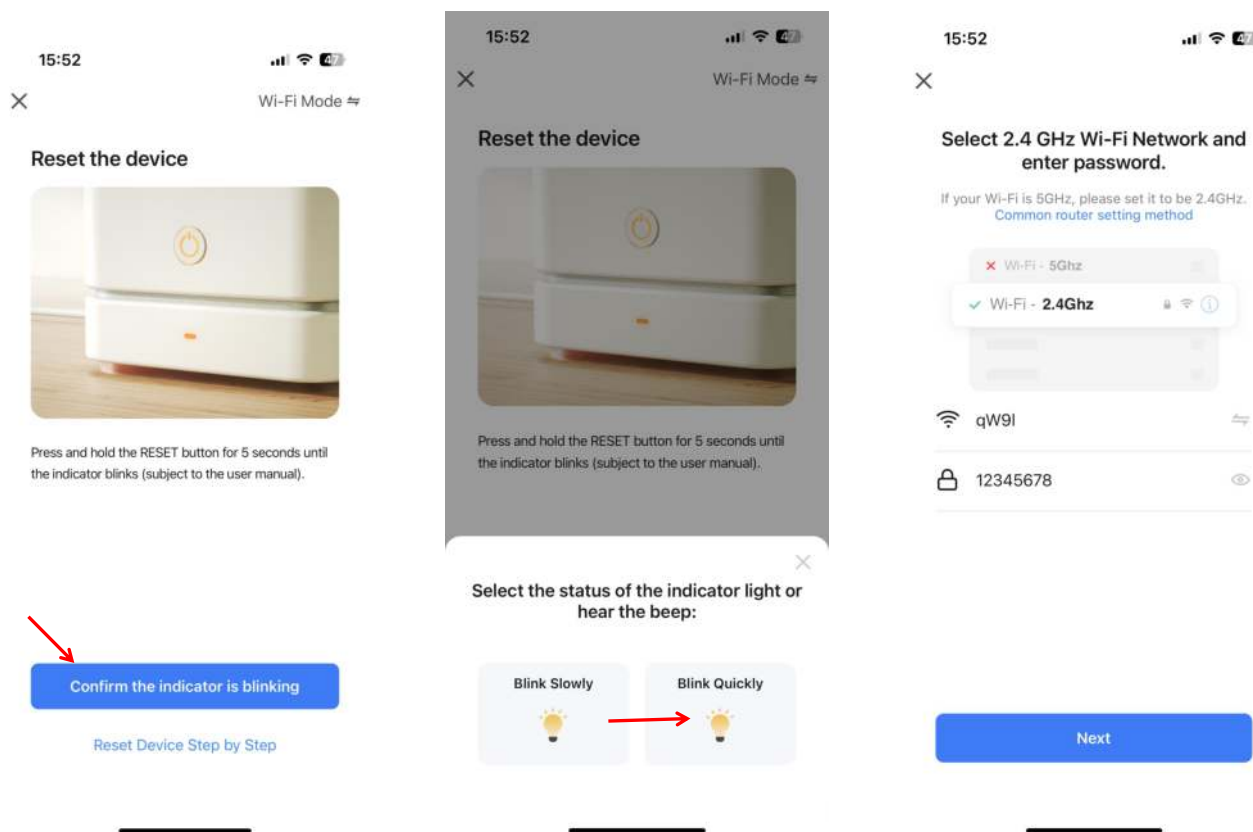 15:52
47
Wi-Fi Mode
Reset the device
Press and hold the RESET button for 5 seconds until
the indicator blinks (subject to the user manual).
Confirm the indicator is blinking
Reset Device Step by Step
15:52
47
Wi-Fi Mode
Reset the device
Press and hold the RESET button for 5 seconds until
the indicator blinks (subject to the user manual).
Select the status of the indicator light or
hear the beep:
Blink Slowly
Blink Quickly
15:52
47
Select 2.4 GHz Wi-Fi Network and
enter password.
If your Wi-Fi is 5GHz, please set it to be 2.4GHz.
Common router setting method
Wi-Fi - 5Ghz
Wi-Fi - 2.4Ghz
qW9l
12345678
Next